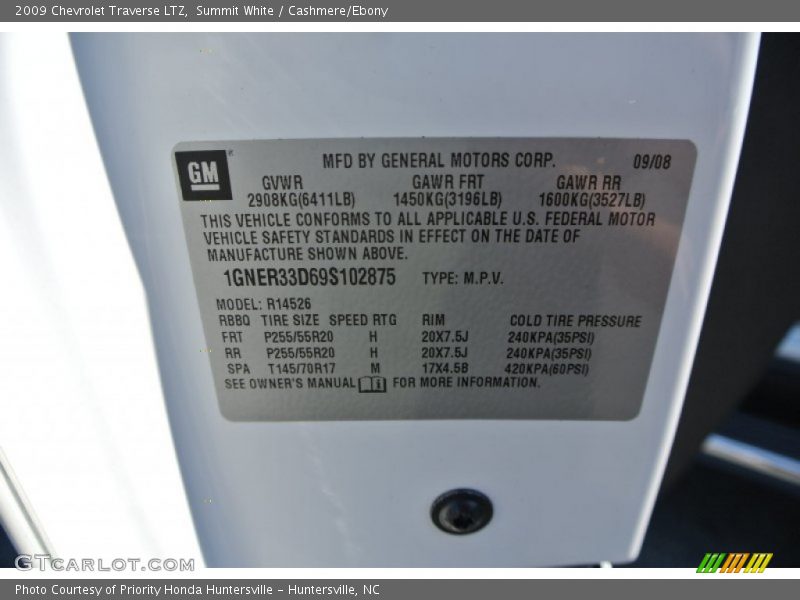 2009 Chevrolet Traverse LTZ, Summit White / Cashmere/Ebony
GM
MFD BY GENERAL MOTORS CORP. 09/08
GVWR GAWR FRT GAWR RR
2908KG(6411LB) 1450KG(3196LB) 1600KG(3527LB)
THIS VEHICLE CONFORMS TO ALL APPLICABLE U.S. FEDERAL MOTOR
VEHICLE SAFETY STANDARDS IN EFFECT ON THE DATE OF
MANUFACTURE SHOWN ABOVE.
1GNER33D69S102875 TYPE: M.P.V.
MODEL: R14526
RBBQ TIRE SIZE SPEED RTG RIM COLD TIRE PRESSURE
FRT P255/55R20 H 20X7.5J 240KPA(35PSI)
RR P255/55R20 H 20X7.5J 240KPA(35PSI)
SPA T145/70R17 M 17X4.5B 420KPA(60PSI)
SEE OWNER'S MANUAL FOR MORE INFORMATION.
GTCARLOT.COM
Photo Courtesy of Priority Honda Huntersville - Huntersville, NC